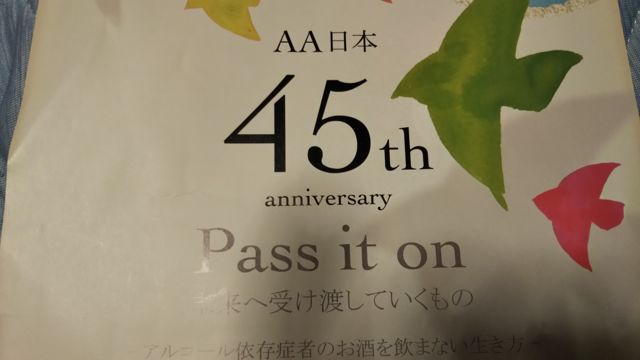 AA日本
45th
anniversary
Pass it on
未来へ受け渡していくもの
アルコール依存症者のお酒を飲まない生き方